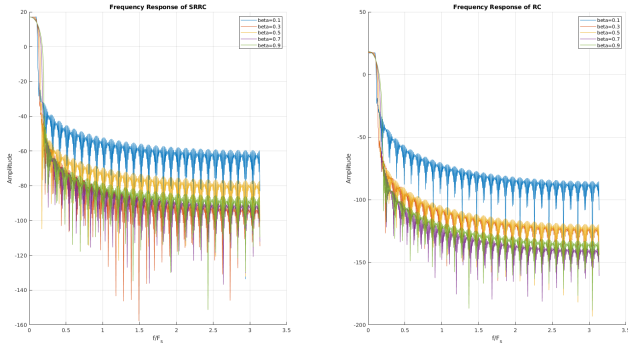 Frequency Response of SRRC
20
0
-20
-40
-60
-80
-100
-120
-140
-160
Amplitude
0
0.5
1
1.5
2
2.5
3
3.5
f/Fs
beta=0.1
beta=0.3
beta=0.5
beta=0.7
beta=0.9
Frequency Response of RC
50
0
-50
-100
-150
-200
Amplitude
0
0.5
1
1.5
2
2.5
3
3.5
f/Fs
beta=0.1
beta=0.3
beta=0.5
beta=0.7
beta=0.9